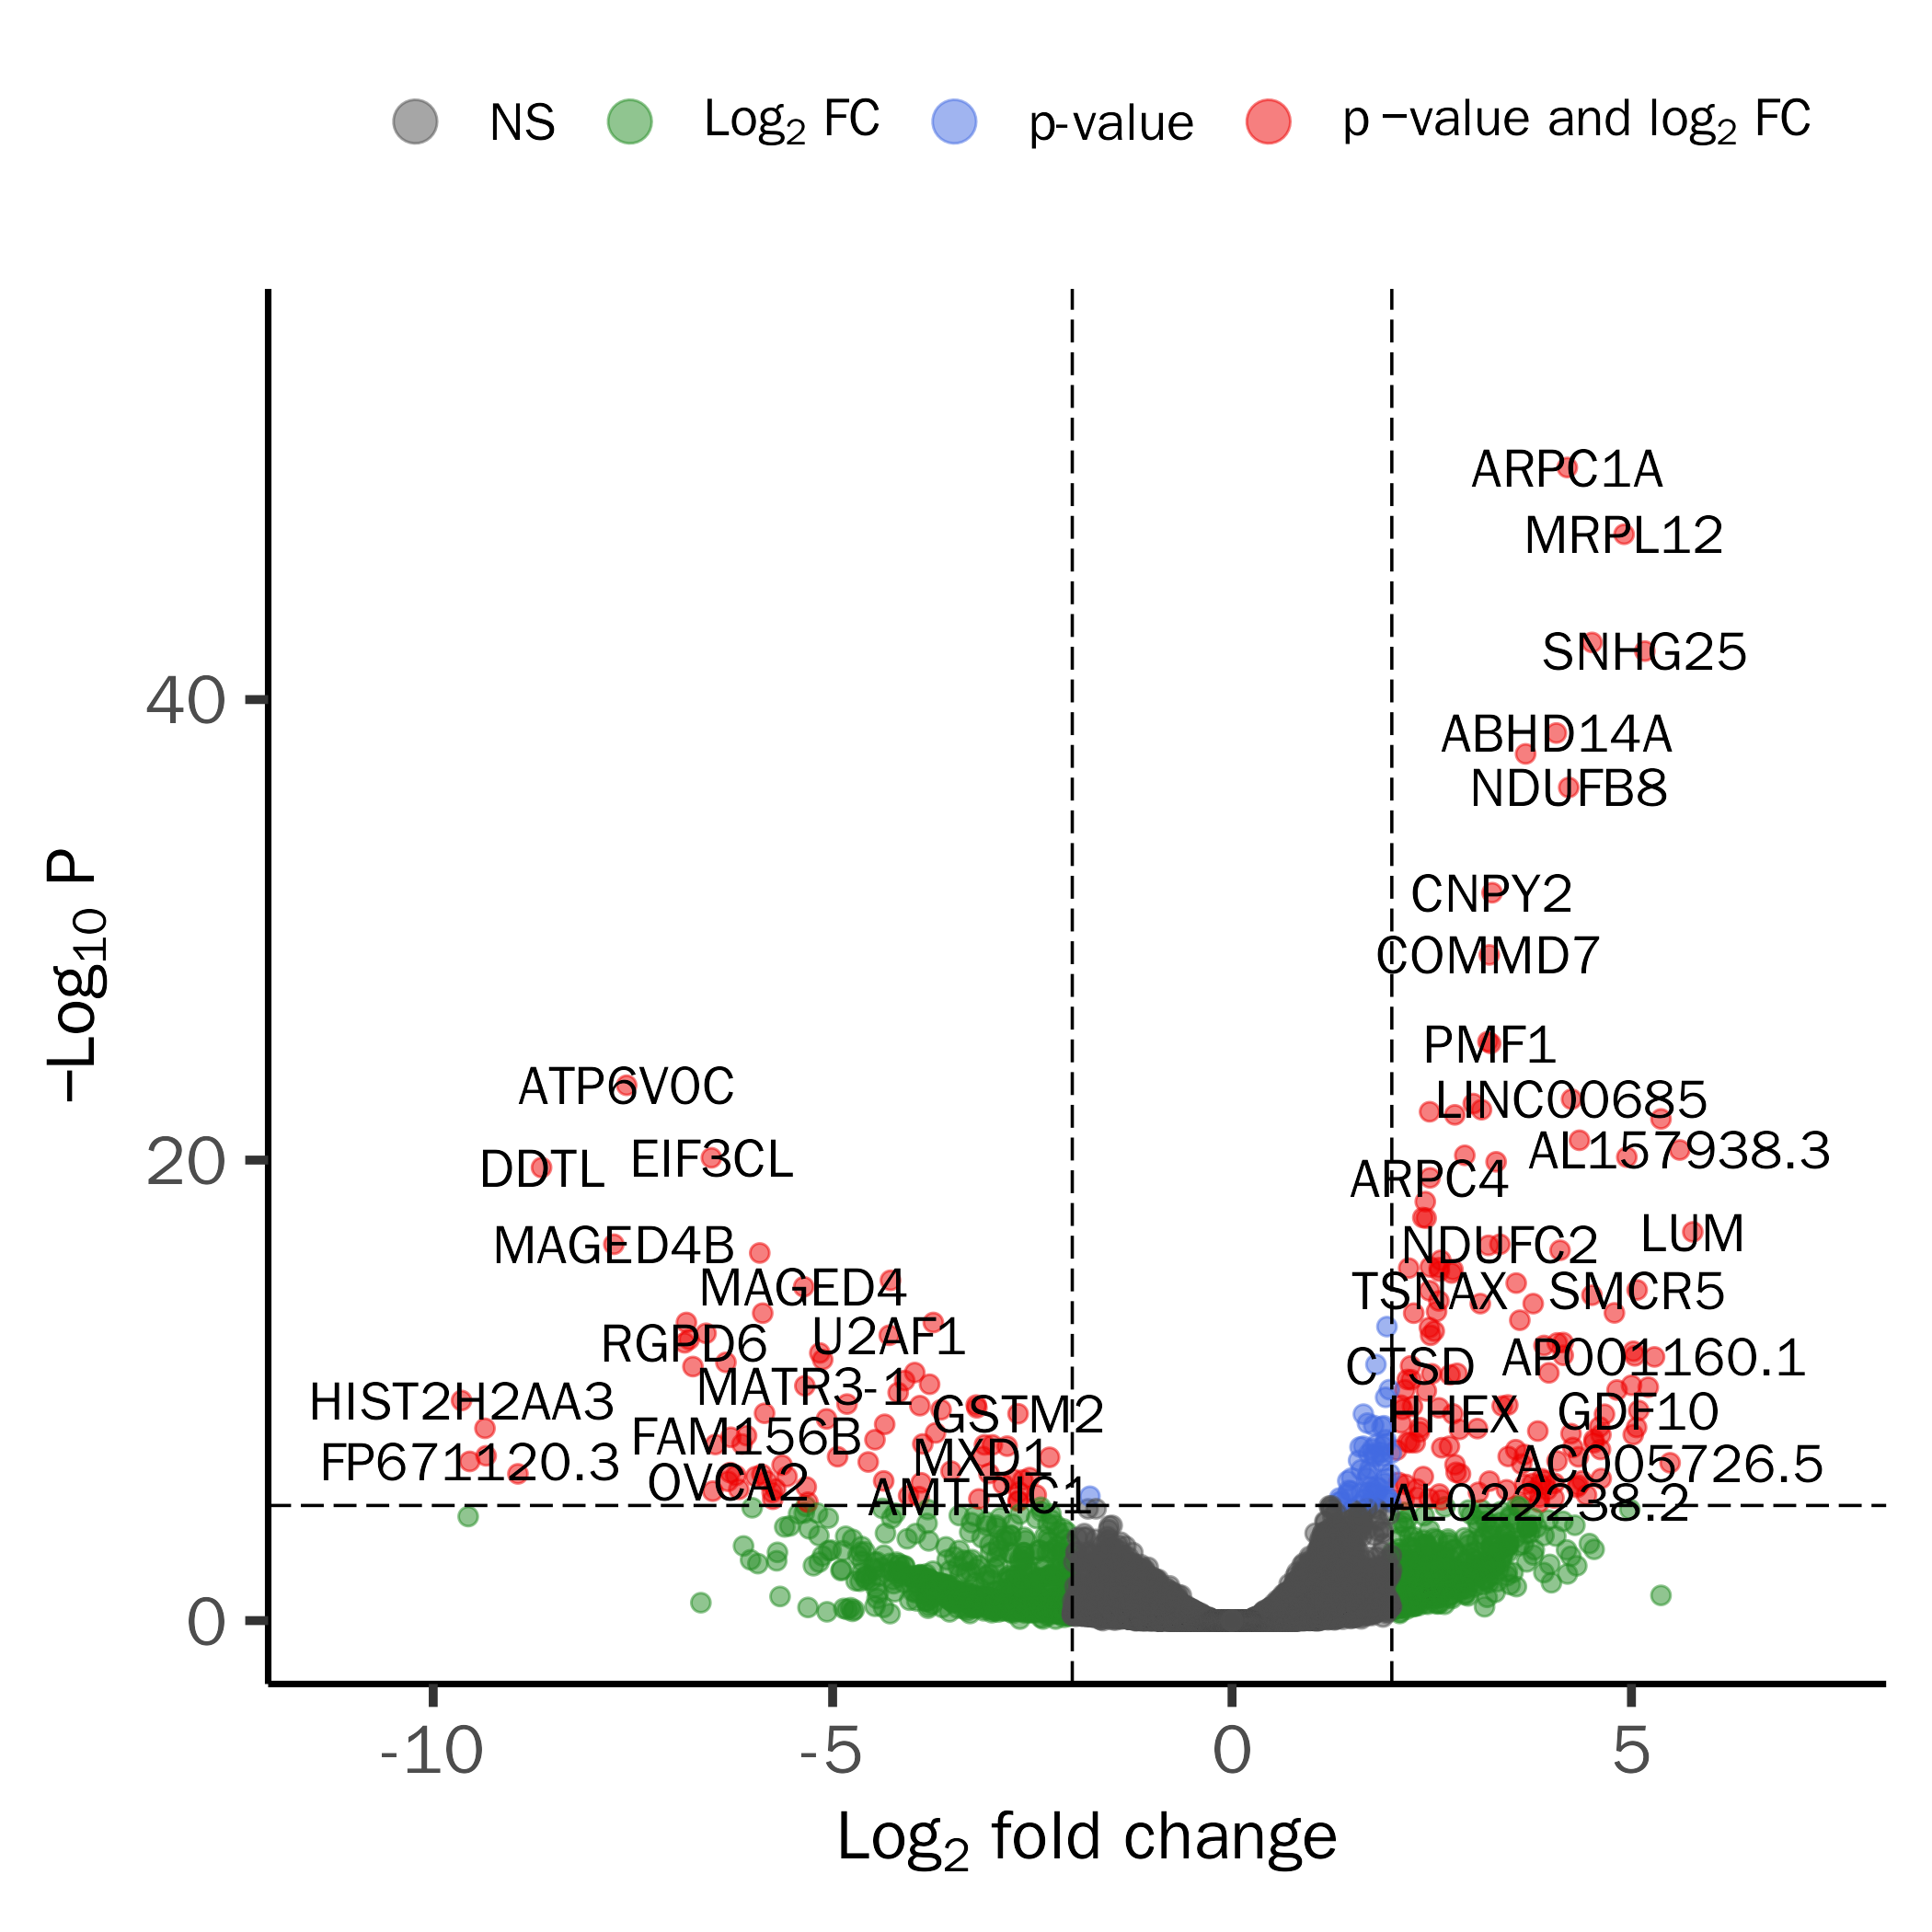 NS Log2 FC p-value p −value and log2 FC
ARPC1A
MRPL12
SNHG25
40
ABHD14A
NDUFB8
CNPY2
COMMD7
−Log10 P
PMF1
ATP6V0C
LINC00685
20
DDTL EIF3CL AL157938.3
ARPC4
MAGED4B NDUFC2 LUM
MAGED4 TSNAX SMCR5
RGPD6 U2AF1
CTSD AP001160.1
HIST2H2AA3 MATR3-1
GSTM2 HHEX GDF10
FAM156B
FP671120.3 MXD1 AC005726.5
OVCA2 AMTRIC1 AL022238.2
0
-10 -5 0 5
Log2 fold change